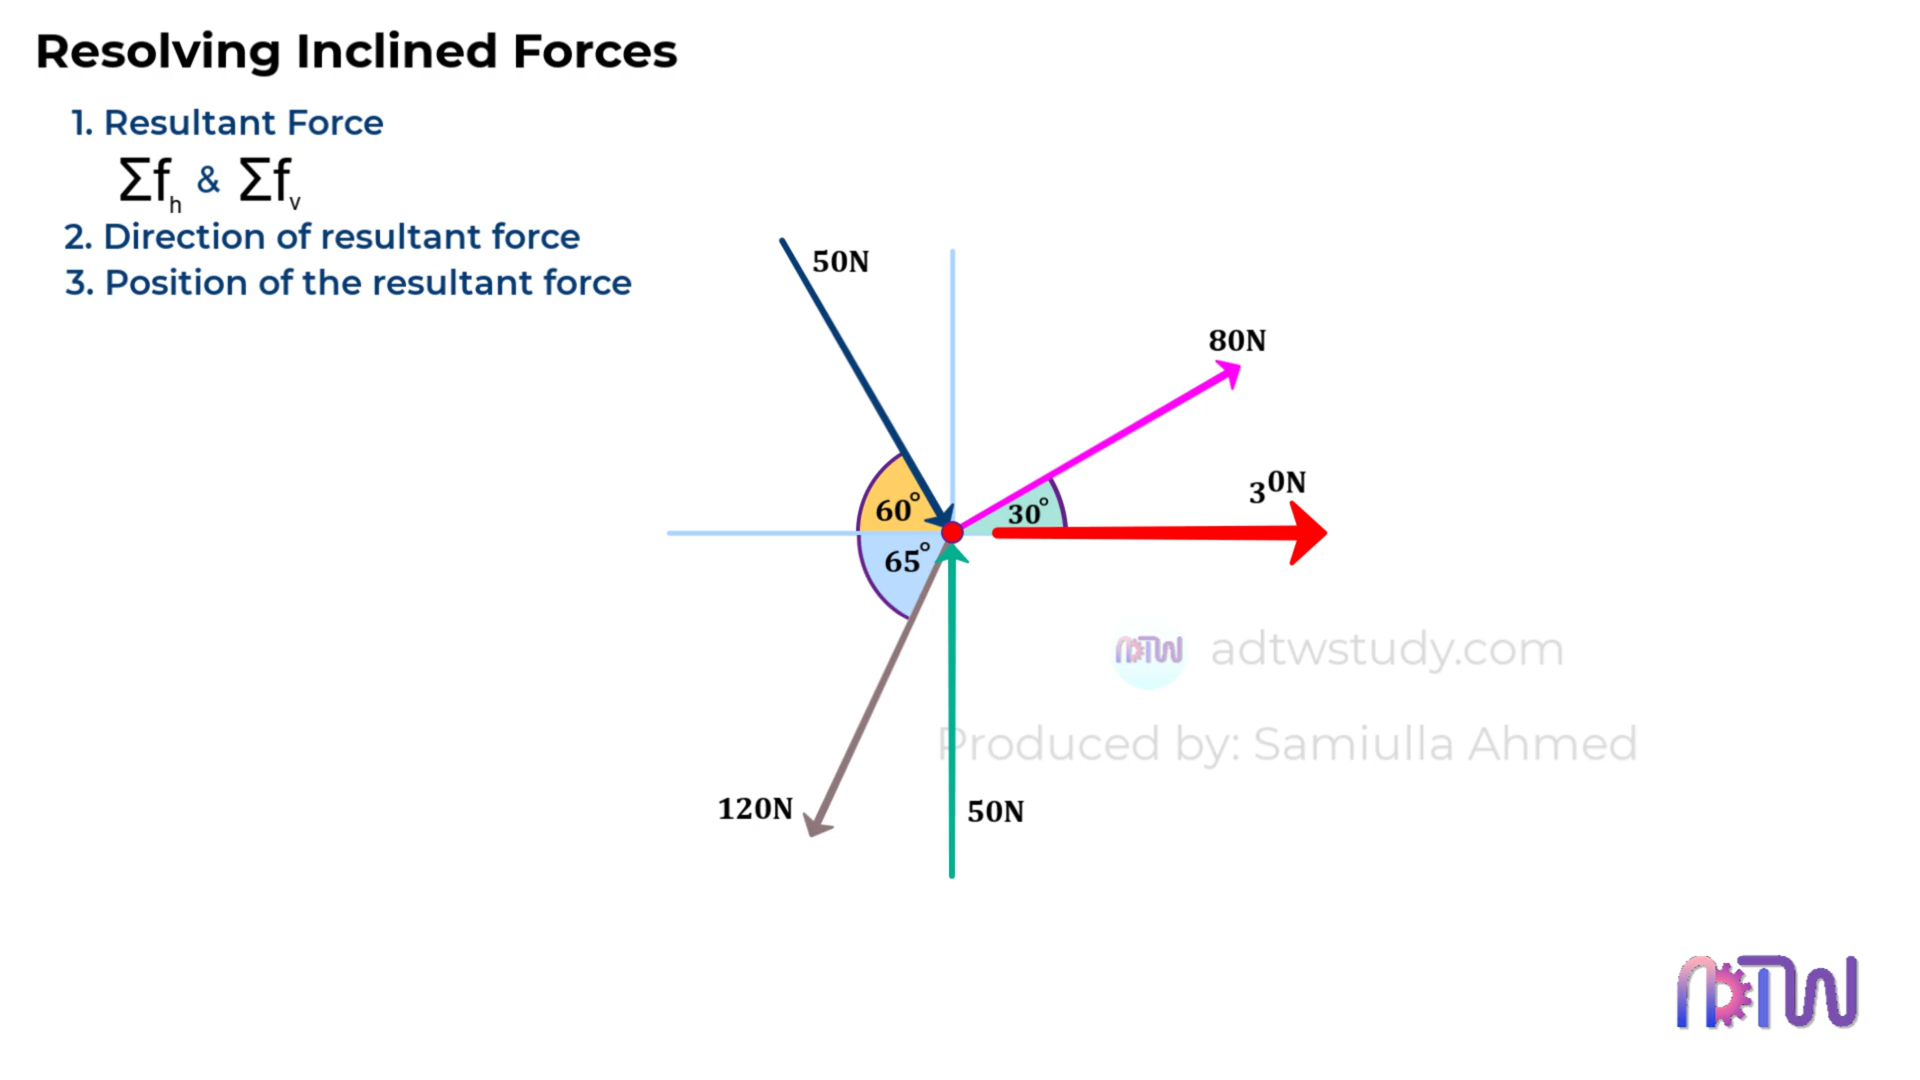 Resolving Inclined Forces
1. Resultant Force
Σfh & Σfv
2. Direction of resultant force
3. Position of the resultant force
50N
80N
30N
60°
30°
65°
adtwstudy.com
Produced by: Samiulla Ahmed
120N
50N
ADTW